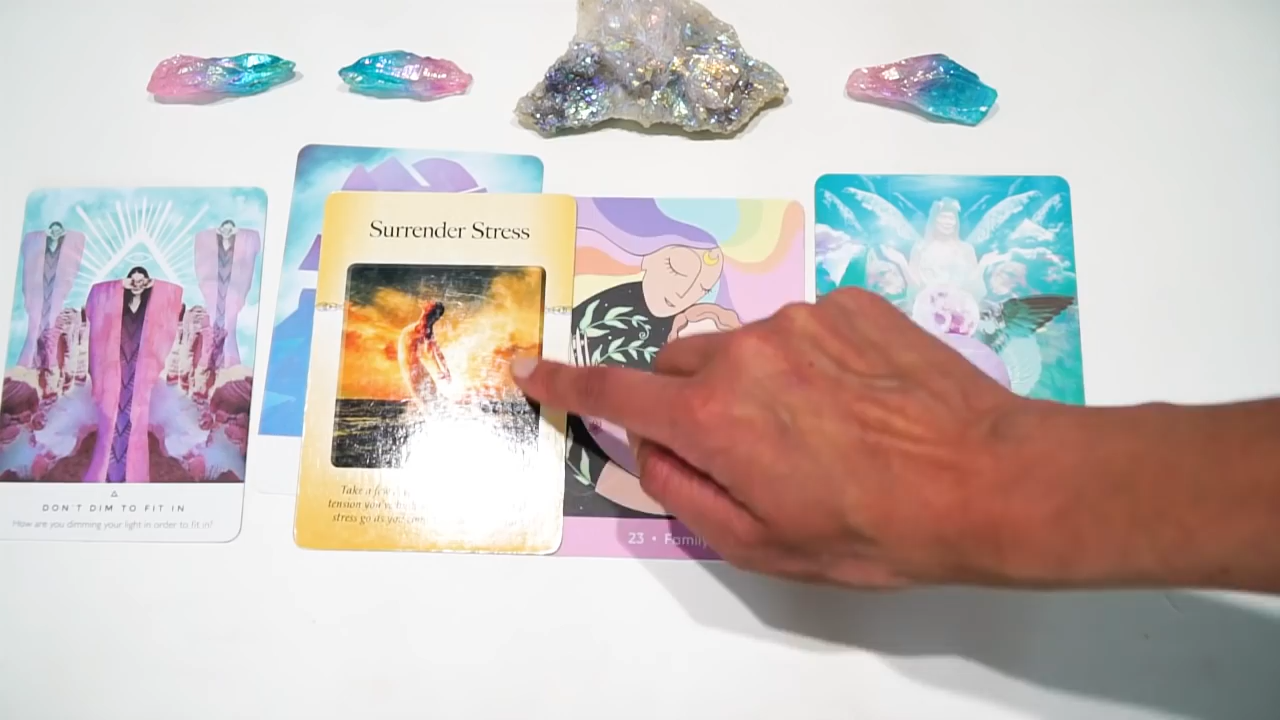 Surrender Stress
Take a few
tension you're
stress go as you
DON'T DIM TO FIT IN
How are you dimming your light in order to fit in?
23 • Family